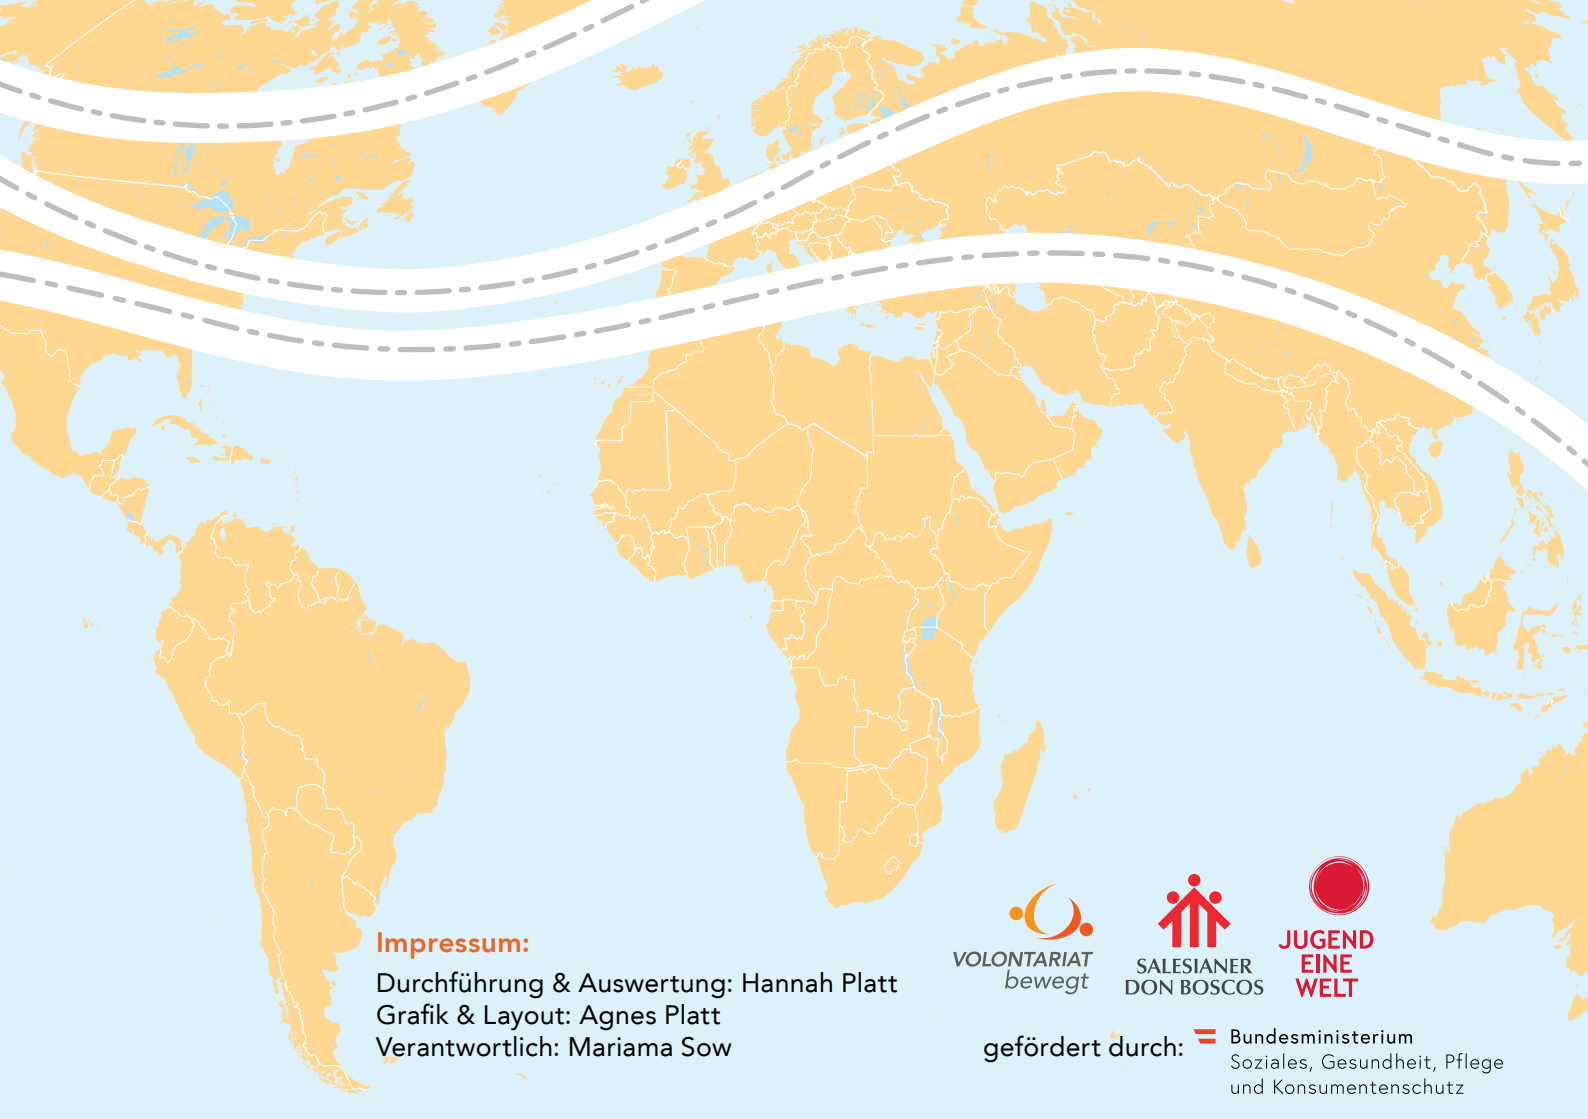 Impressum:
Durchführung & Auswertung: Hannah Platt
Grafik & Layout: Agnes Platt
Verantwortlich: Mariama Sow
VOLONTARIAT
bewegt
SALESIANER
DON BOSCOS
JUGEND
EINE
WELT
gefördert durch:
Bundesministerium
Soziales, Gesundheit, Pflege
und Konsumentenschutz